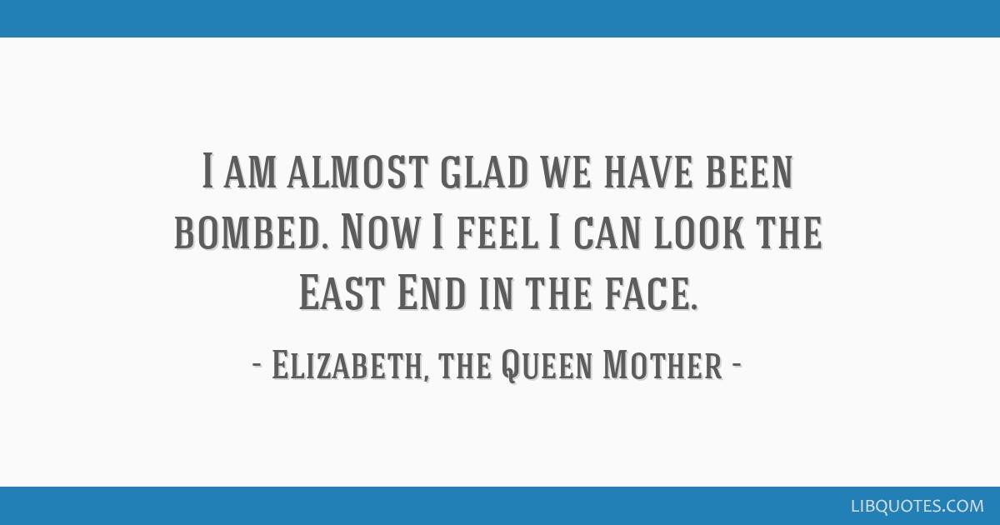 I am almost glad we have been
bombed. Now I feel I can look the
East End in the face.
- Elizabeth, the Queen Mother -
LIBQUOTES.COM